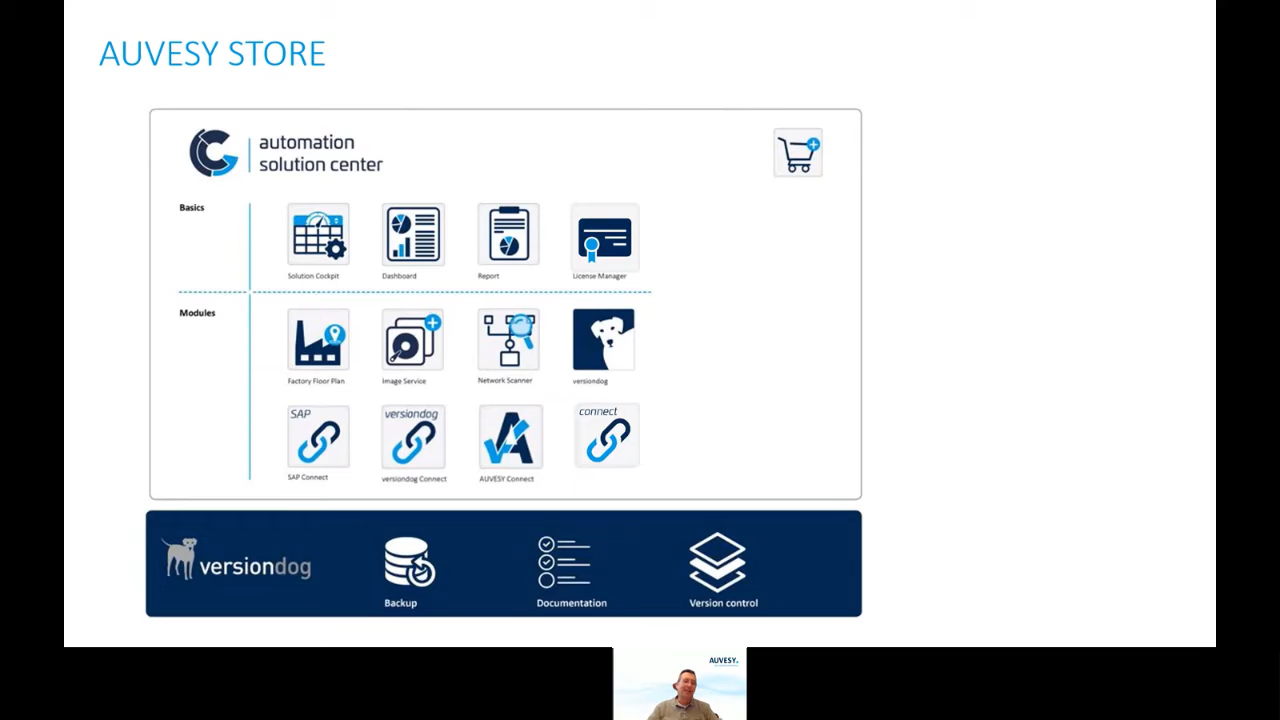 AUVESY STORE
automation
solution center
Basics
Solution Cockpit
Dashboard
Report
License Manager
Modules
Factory Floor Plan
Image Service
Network Scanner
versiondog
SAP
versiondog
connect
SAP Connect
versiondog Connect
AUVESY Connect
versiondog
Backup
Documentation
Version control
AUVESY